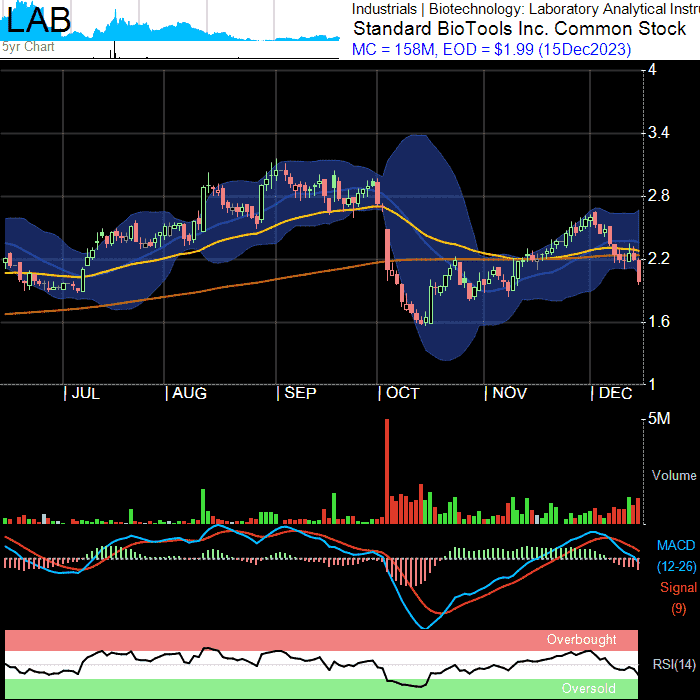 LAB
5yr Chart
Industrials | Biotechnology: Laboratory Analytical Instru
Standard BioTools Inc. Common Stock
MC = 158M, EOD = $1.99 (15Dec2023)
4
3.4
2.8
2.2
1.6
1
| JUL | AUG | SEP | OCT | NOV | DEC
5M
Volume
MACD
(12-26)
Signal
(9)
Overbought
RSI(14)
Oversold